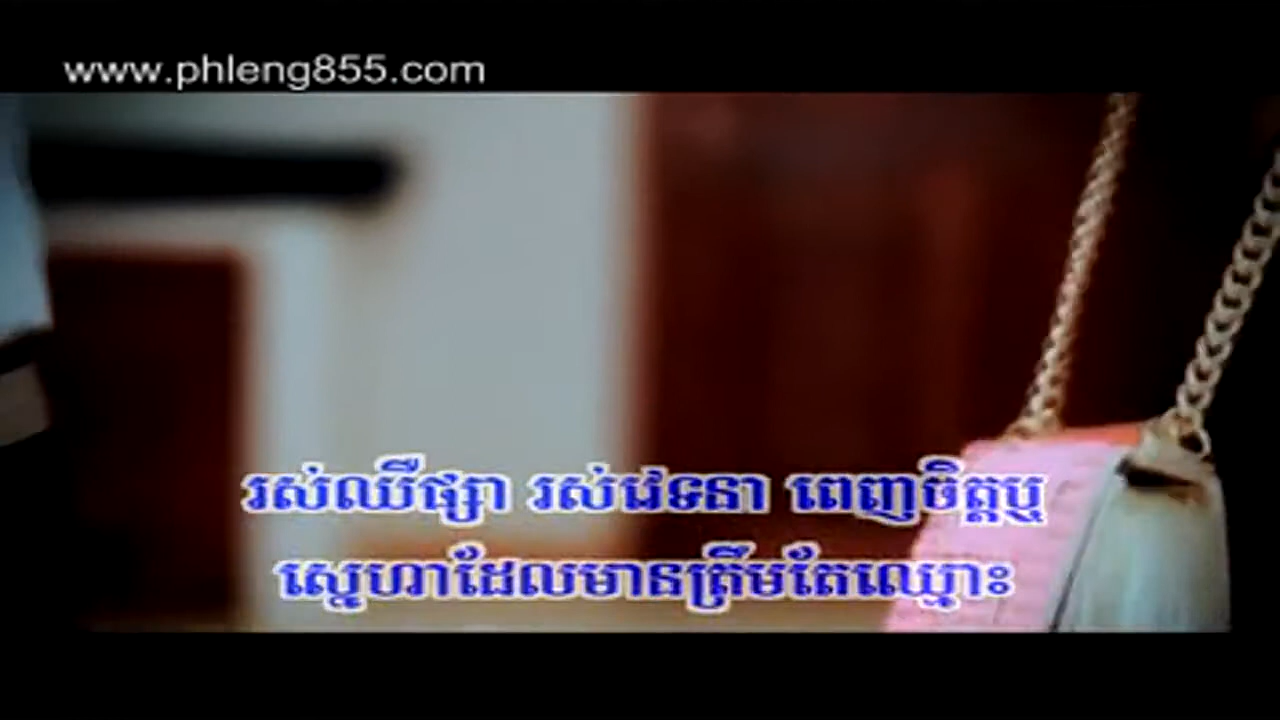 www.phleng855.com
រស់ឈឺផ្សា រស់វេទនា ពេញចិត្តឬ
ស្នេហាដែលមានត្រឹមតែឈ្មោះ